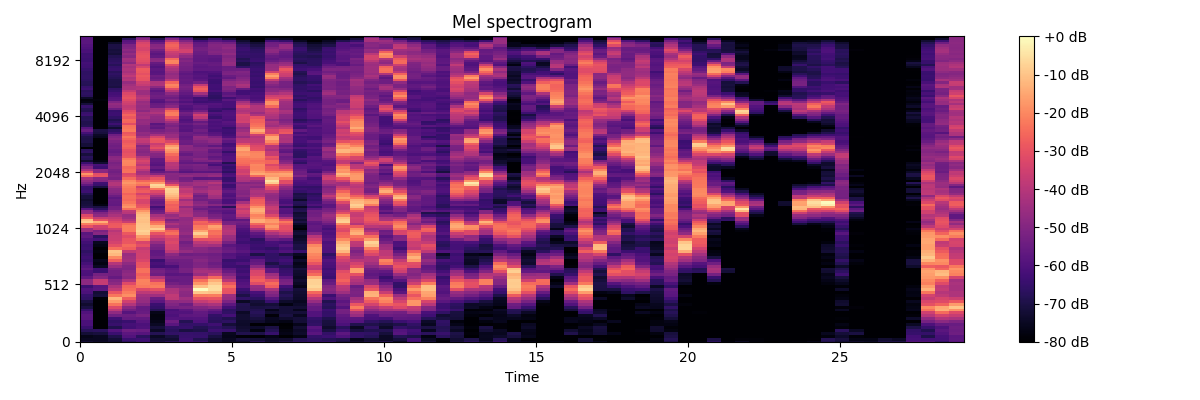 Mel spectrogram
8192
4096
2048
1024
512
0
Hz
0 5 10 15 20 25
Time
+0 dB
-10 dB
-20 dB
-30 dB
-40 dB
-50 dB
-60 dB
-70 dB
-80 dB